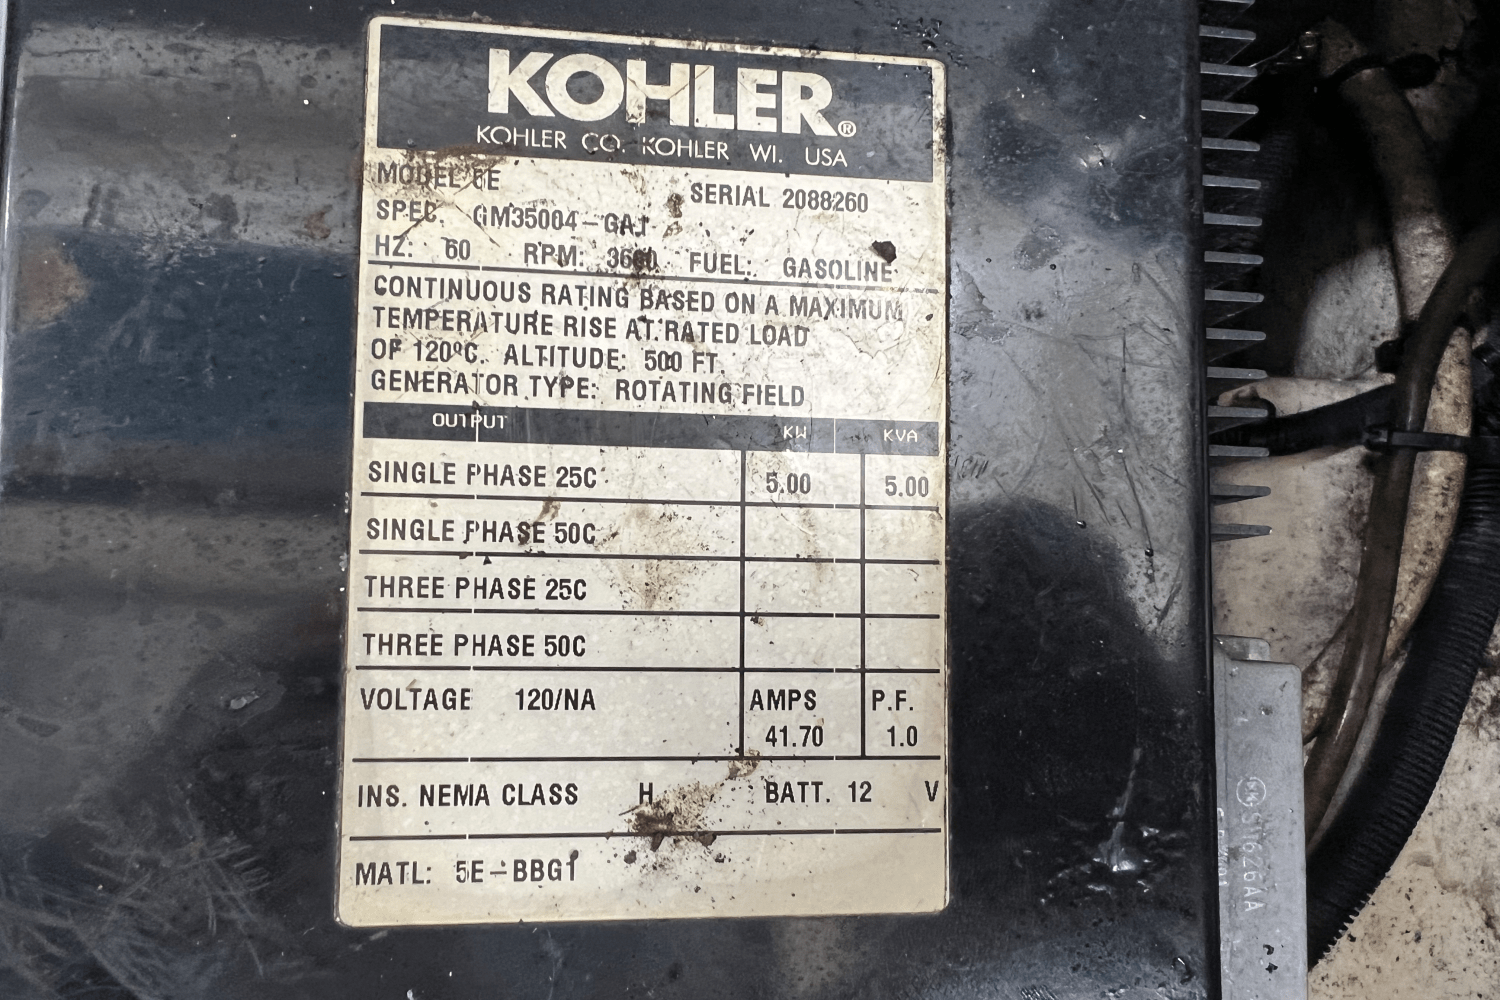 KOHLER®
KOHLER CO. KOHLER WI. USA
MODEL 5E SERIAL 2088260
SPEC. GM35004-GA1
HZ: 60 RPM: 3600 FUEL: GASOLINE
CONTINUOUS RATING BASED ON A MAXIMUM
TEMPERATURE RISE AT RATED LOAD
OF 120ºC. ALTITUDE: 500 FT.
GENERATOR TYPE: ROTATING FIELD
OUTPUT KW KVA
SINGLE PHASE 25C 5.00 5.00
SINGLE PHASE 50C
THREE PHASE 25C
THREE PHASE 50C
VOLTAGE 120/NA AMPS P.F.
41.70 1.0
INS. NEMA CLASS H BATT. 12 V
MATL: 5E-BBG1
S1626AA